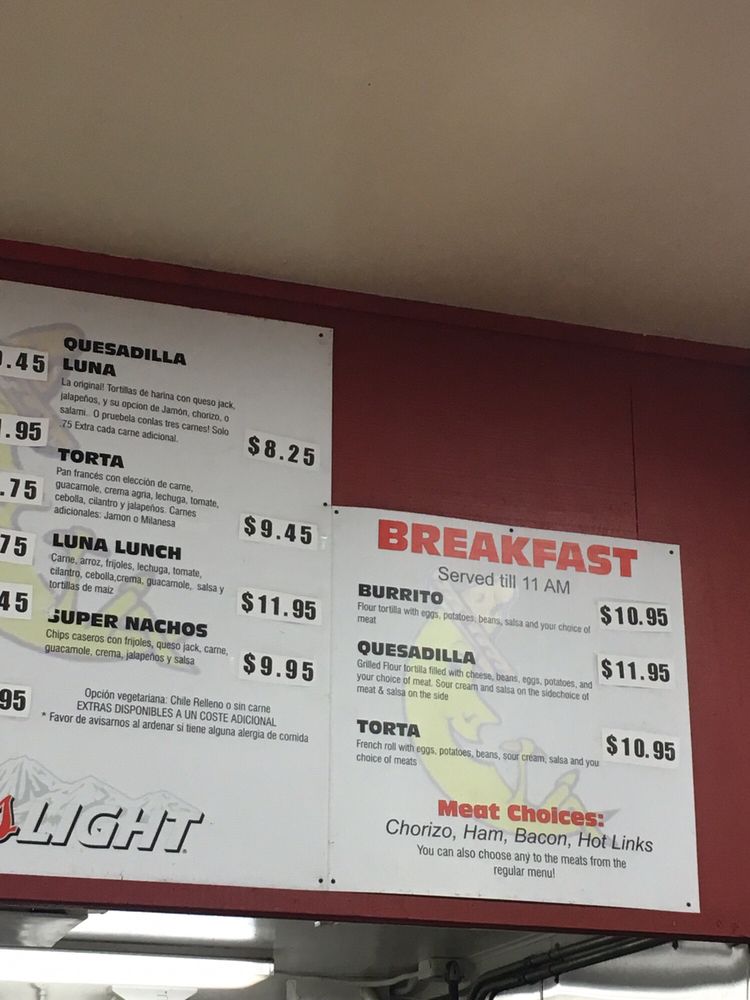 .45
.95
.75
75
45
95
QUESADILLA
LUNA
La original! Tortillas de harina con queso jack,
jalapeños, y su opcion de Jamón, chorizo, o
salami. O pruebela conlas tres carnes! Solo
.75 Extra cada carne adicional.
$8.25
TORTA
Pan francés con elección de carne,
guacamole, crema agria, lechuga, tomate,
cebolla, cilantro y jalapeños. Carnes
adicionales: Jamon o Milanesa
$9.45
LUNA LUNCH
Carne, arroz, frijoles, lechuga, tomate,
cilantro, cebolla,crema, guacamole, salsa y
tortillas de maiz
$11.95
SUPER NACHOS
Chips caseros con frijoles, queso jack, carne,
guacamole, crema, jalapeños y salsa
$9.95
Opción vegetariana: Chile Relleno o sin carne
EXTRAS DISPONIBLES A UN COSTE ADICIONAL
* Favor de avisarnos al ardenar si tiene alguna alergia de comida
LIGHT
BREAKFAST
Served till 11 AM
BURRITO
Flour tortilla with eggs, potatoes, beans, salsa and your choice of
meat
$10.95
QUESADILLA
Grilled Flour tortilla filled with cheese, beans, eggs, potatoes, and
your choice of meat. Sour cream and salsa on the sidechoice of
meat & salsa on the side
$11.95
TORTA
French roll with eggs, potatoes, beans, sour cream, salsa and you
choice of meats
$10.95
Meat Choices:
Chorizo, Ham, Bacon, Hot Links
You can also choose any to the meats from the
regular menu!